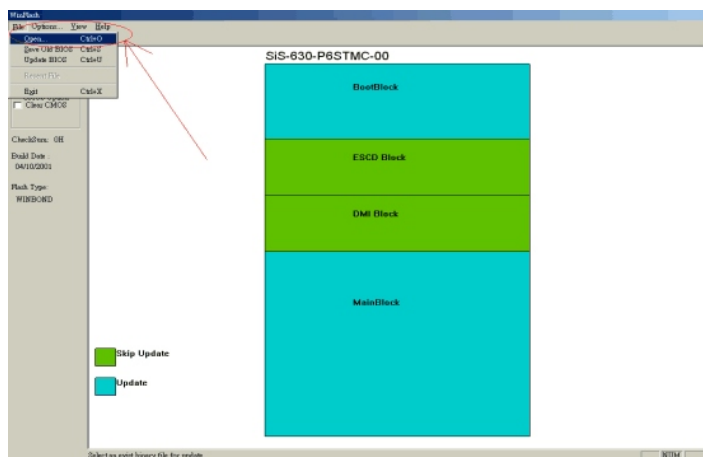 WinFlash
File Options... View Help
Open... Ctrl+O
Save Old BIOS Ctrl+S
Update BIOS Ctrl+U
Revert File
Exit Ctrl+X
Clear CMOS
CheckSum: 0H
Build Date :
04/10/2001
Flash Type:
WINBOND
SiS-630-P6STMC-00
BootBlock
ESCD Block
DMI Block
MainBlock
Skip Update
Update
Select an exist binary file for update
NUM